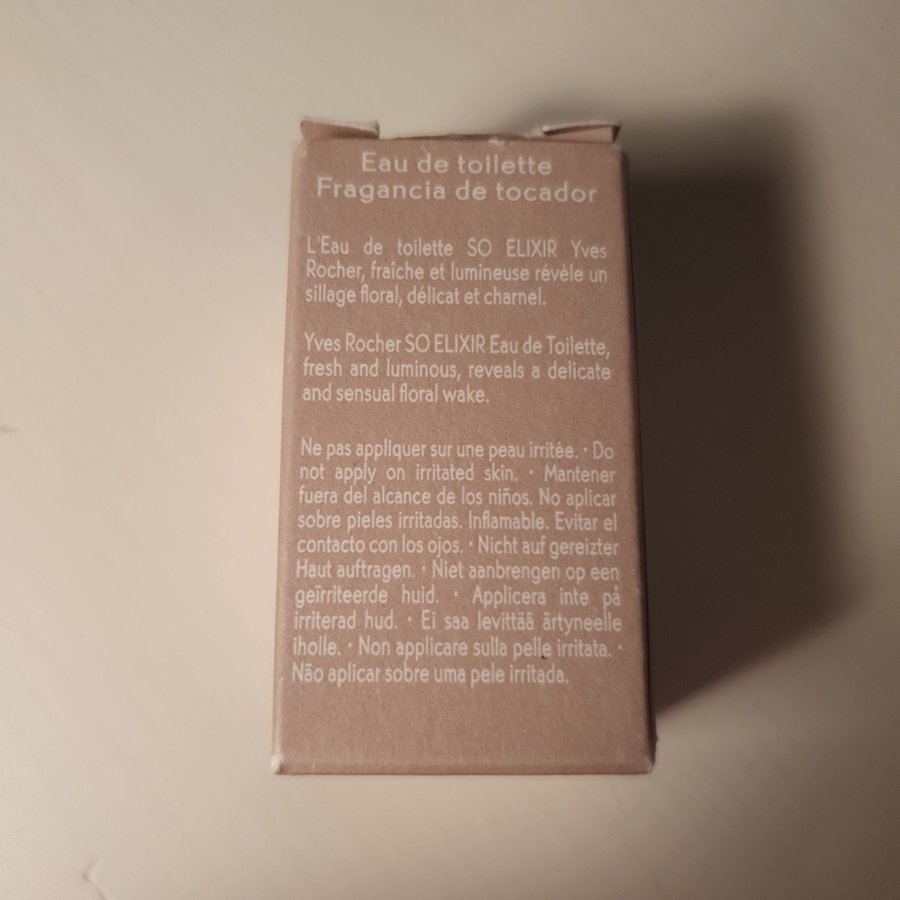 Eau de toilette
Fragancia de tocador
L'Eau de toilette SO ELIXIR Yves
Rocher, fraîche et lumineuse révèle un
sillage floral, délicat et charnel.
Yves Rocher SO ELIXIR Eau de Toilette,
fresh and luminous, reveals a delicate
and sensual floral wake.
Ne pas appliquer sur une peau irritée. · Do
not apply on irritated skin. · Mantener
fuera del alcance de los niños. No aplicar
sobre pieles irritadas. Inflamable. Evitar el
contacto con los ojos. · Nicht auf gereizter
Haut auftragen. · Niet aanbrengen op een
geïrriteerde huid. · Applicera inte på
irriterad hud. · Ei saa levittää ärtyneelle
iholle. · Non applicare sulla pelle irritata. ·
Não aplicar sobre uma pele irritada.